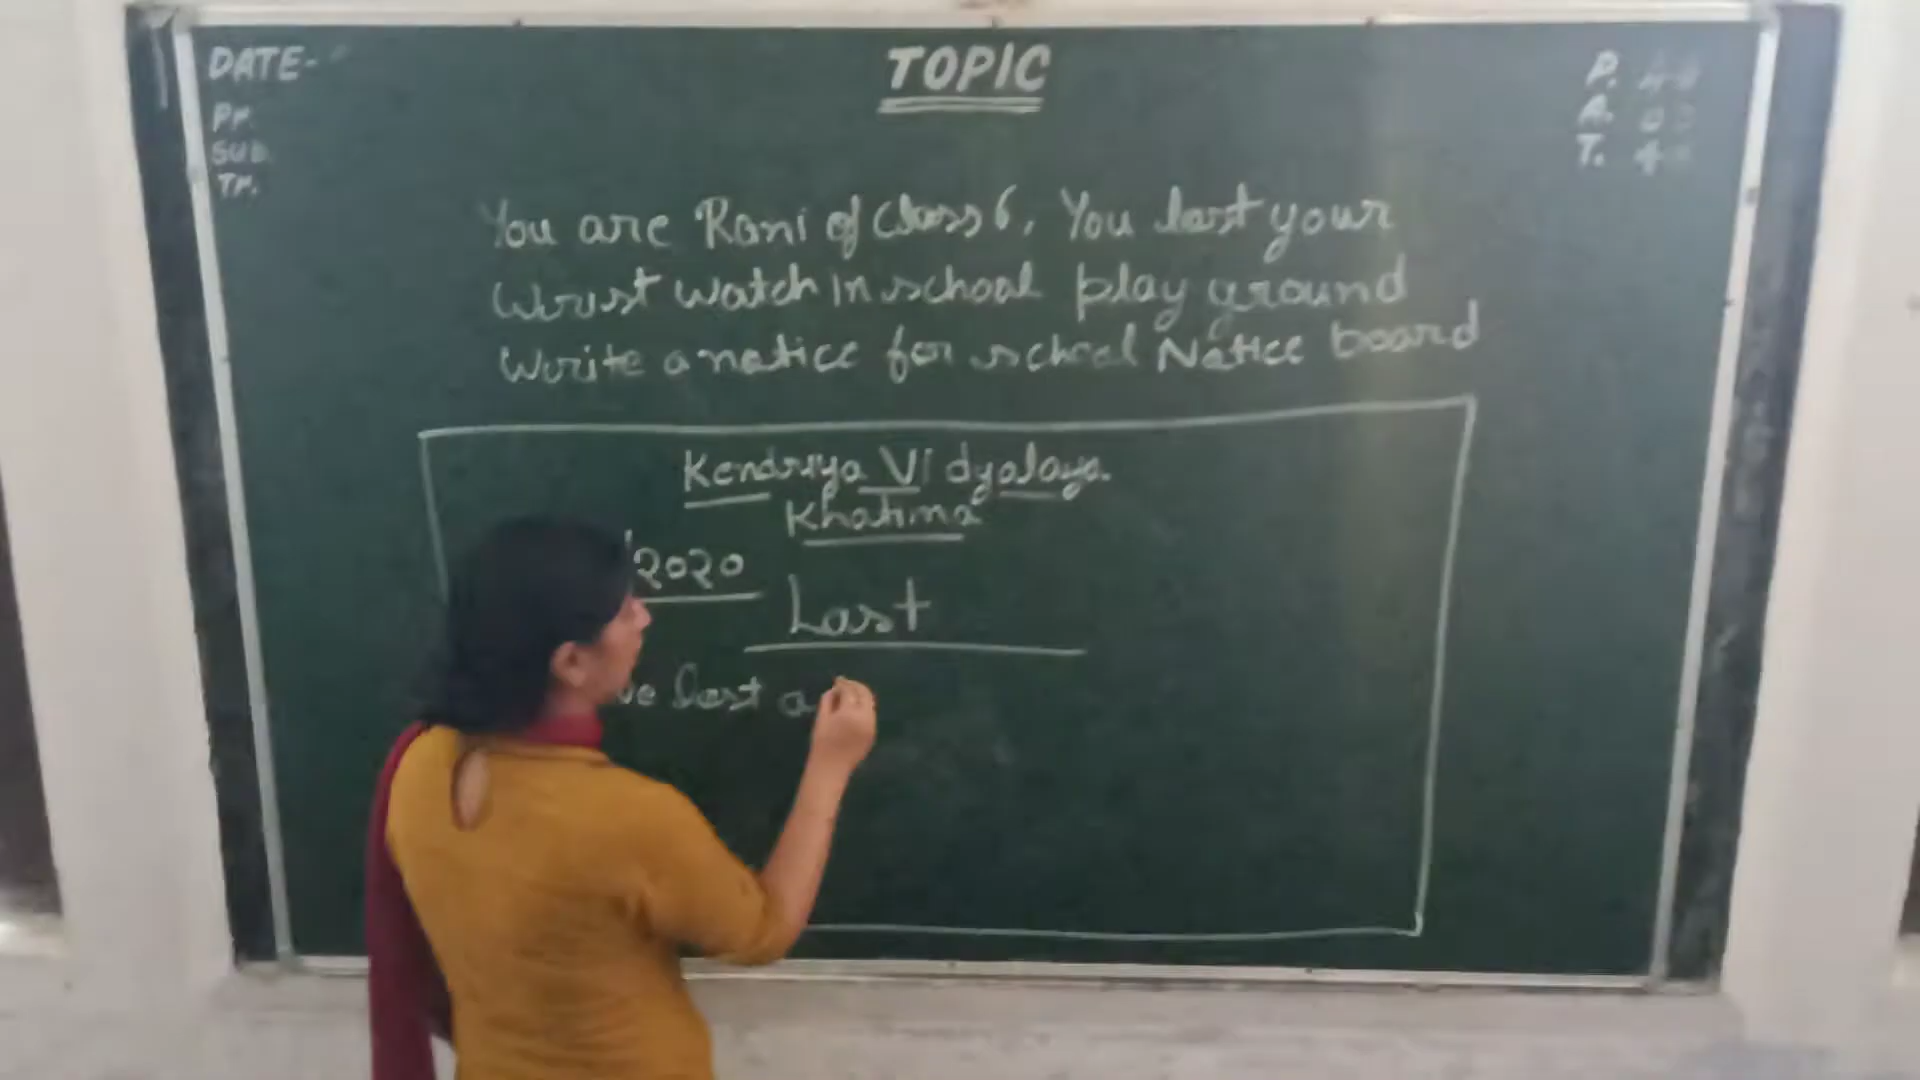 DATE-
Pr.
SUB.
Tr.
TOPIC
P.
A.
T.
You are Rani of class 6. You lost your
Wrist watch in school play ground
Write a notice for school Notice board
Kendriya Vidyalaya
Khatima
2020
Lost
ve lost a